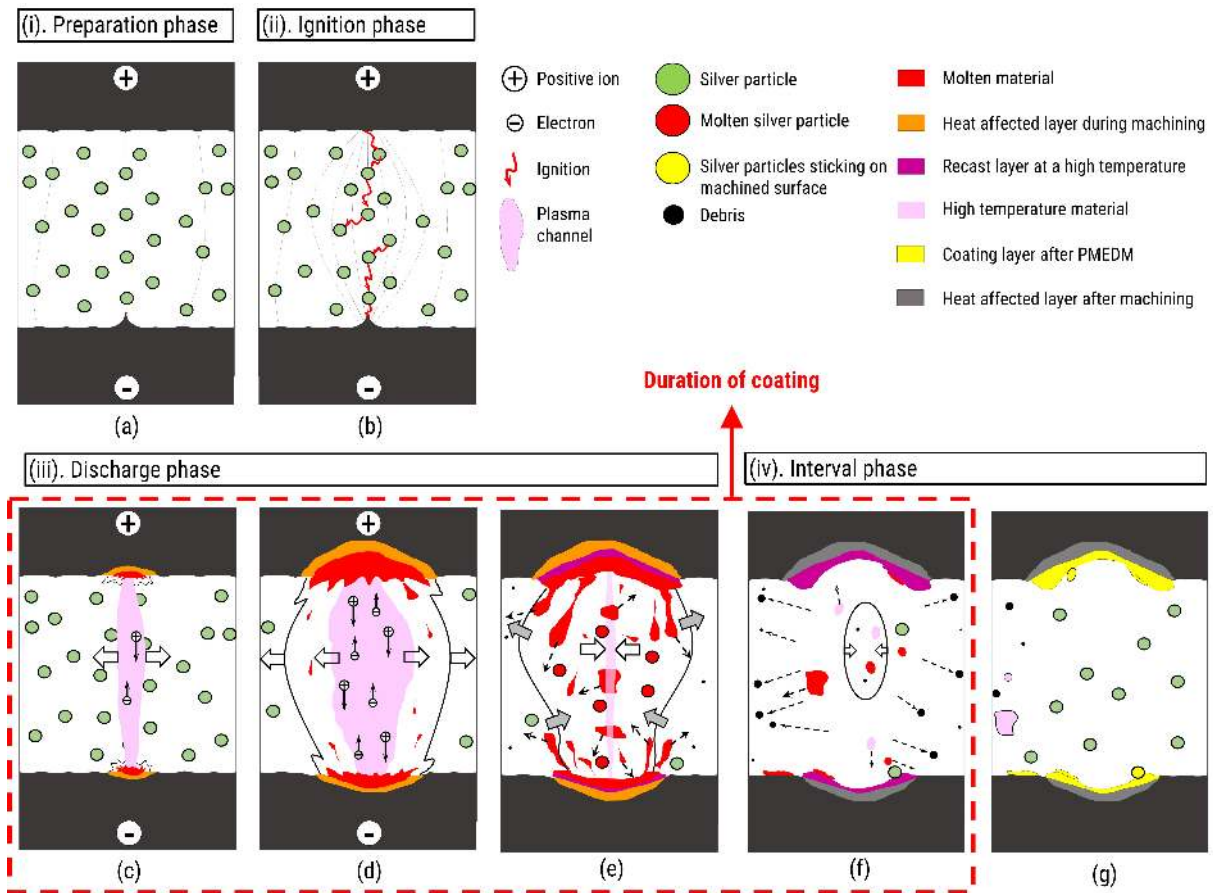 (i). Preparation phase
(ii). Ignition phase
+
+
-
-
(a)
(b)
+ Positive ion
- Electron
Ignition
Plasma
channel
Silver particle
Molten silver particle
Silver particles sticking on
machined surface
Debris
Molten material
Heat affected layer during machining
Recast layer at a high temperature
High temperature material
Coating layer after PMEDM
Heat affected layer after machining
Duration of coating
(iii). Discharge phase
(iv). Interval phase
+
+
-
-
(c)
(d)
(e)
(f)
(g)